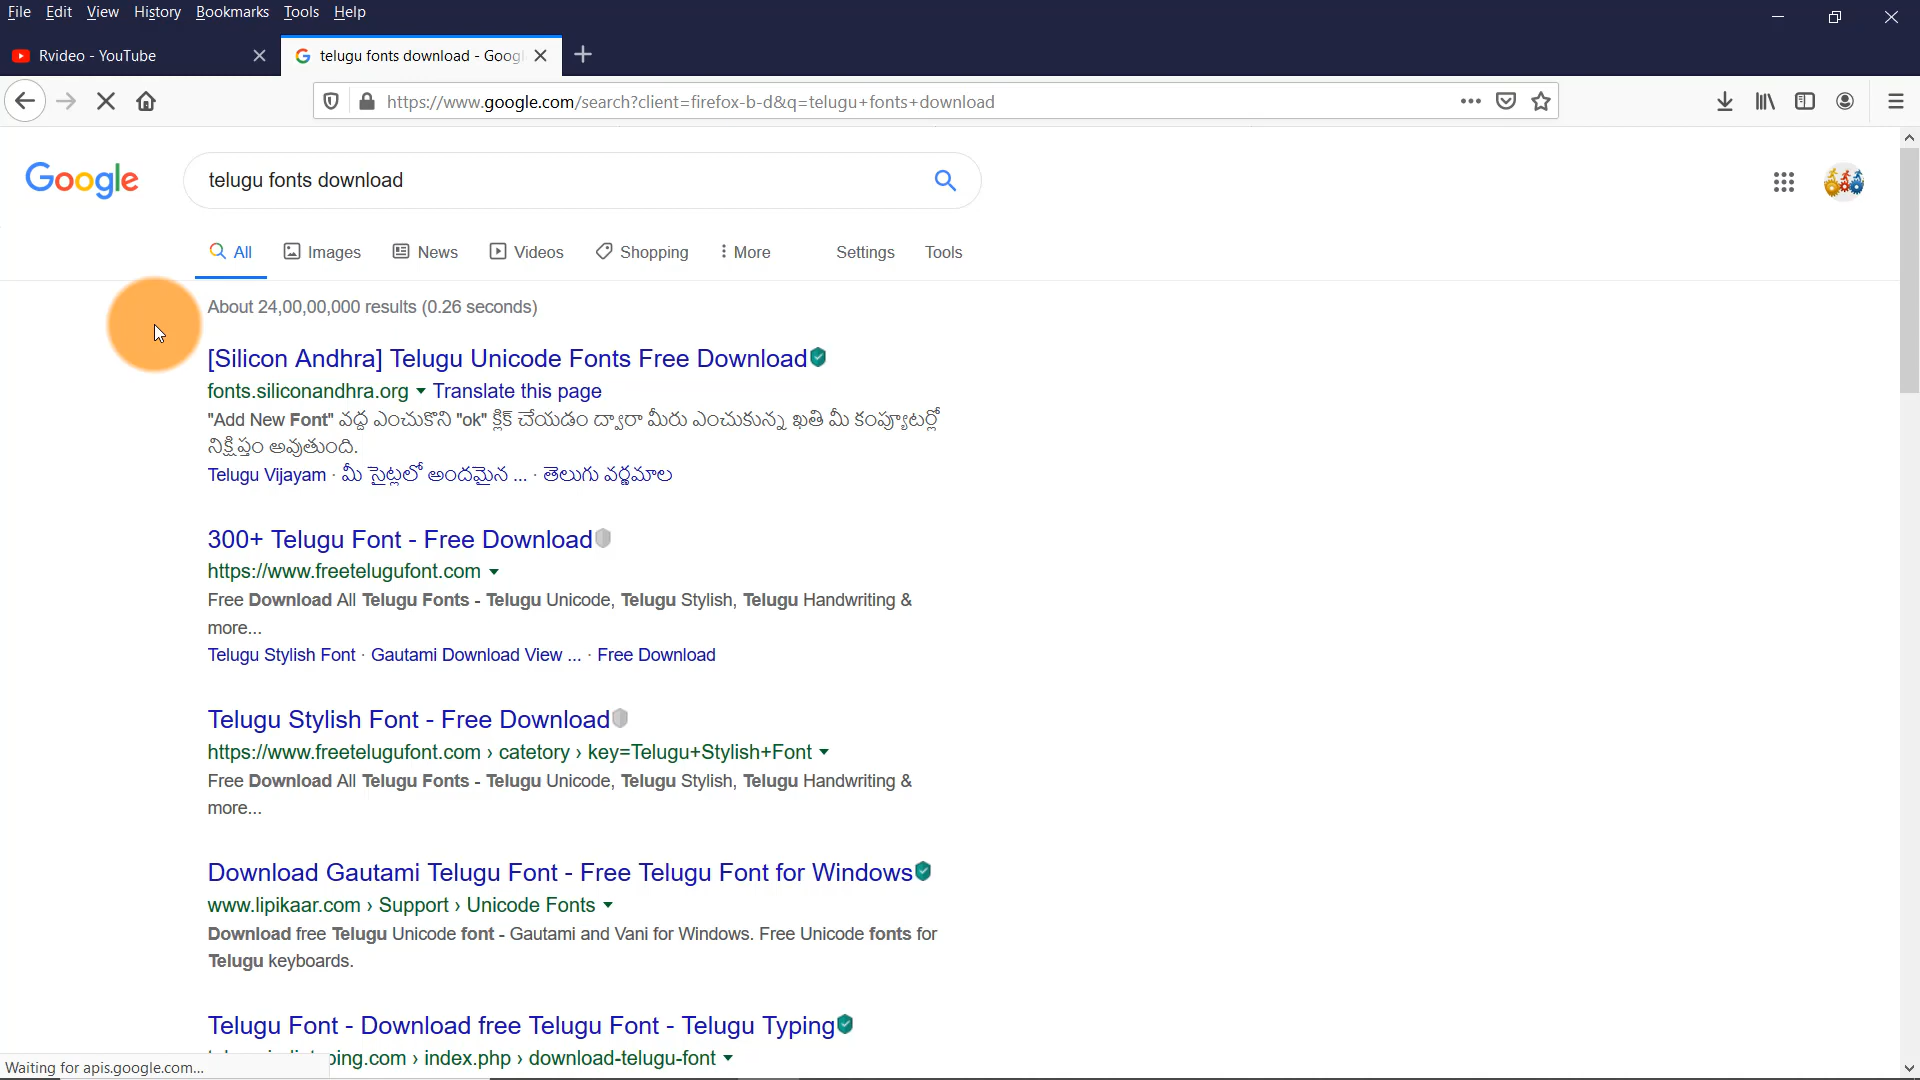 File Edit View History Bookmarks Tools Help
Rvideo - YouTube
telugu fonts download - Goog
https://www.google.com/search?client=firefox-b-d&q=telugu+fonts+download
Google
telugu fonts download
All Images News Videos Shopping More Settings Tools
About 24,00,00,000 results (0.26 seconds)
[Silicon Andhra] Telugu Unicode Fonts Free Download
fonts.siliconandhra.org Translate this page
"Add New Font" వద్ద ఎంచుకొని "ok" క్లిక్ చేయడం ద్వారా మీరు ఎంచుకున్న ఖతి మీ కంప్యూటర్లో
నిక్షిప్తం అవుతుంది.
Telugu Vijayam · మీ సైట్లలో అందమైన ... · తెలుగు వర్ణమాల
300+ Telugu Font - Free Download
https://www.freetelugufont.com
Free Download All Telugu Fonts - Telugu Unicode, Telugu Stylish, Telugu Handwriting &
more...
Telugu Stylish Font · Gautami Download View ... · Free Download
Telugu Stylish Font - Free Download
https://www.freetelugufont.com › catetory › key=Telugu+Stylish+Font
Free Download All Telugu Fonts - Telugu Unicode, Telugu Stylish, Telugu Handwriting &
more...
Download Gautami Telugu Font - Free Telugu Font for Windows
www.lipikaar.com › Support › Unicode Fonts
Download free Telugu Unicode font - Gautami and Vani for Windows. Free Unicode fonts for
Telugu keyboards.
Telugu Font - Download free Telugu Font - Telugu Typing
ping.com › index.php › download-telugu-font
Waiting for apis.google.com...